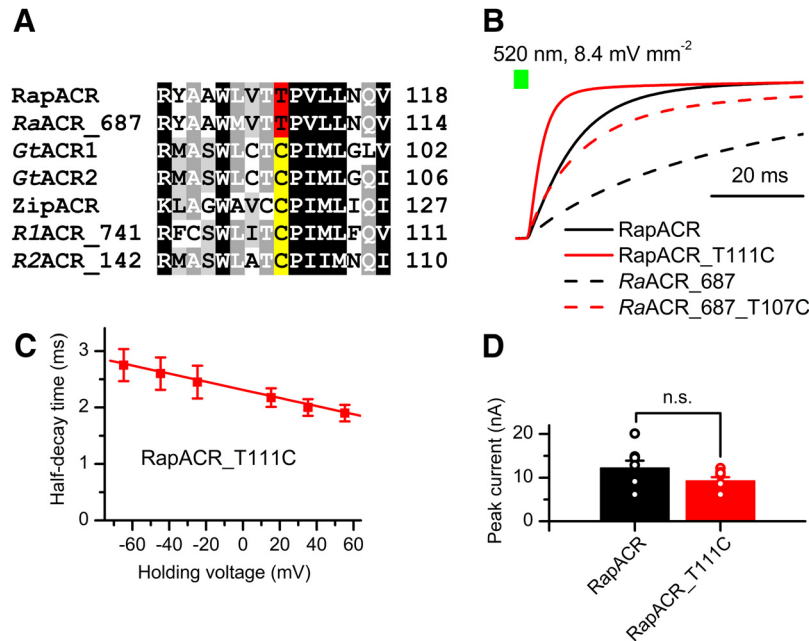 A
RapACR RYAAWLVTTPVLLNQV 118
RaACR_687 RYAAWMVTTPVLLNQV 114
GtACR1 RMASWLCTCPIMLGLV 102
GtACR2 RMASWLTTCPIMLGQI 106
ZipACR KLAGWAVCCPIMLIQI 127
R1ACR_741 RFCSWLITCPIMLFQV 111
R2ACR_142 RMASWLATCPIIMNQI 110
B
520 nm, 8.4 mV mm-2
20 ms
RapACR
RapACR_T111C
RaACR_687
RaACR_687_T107C
C
Half-decay time (ms)
3
2
1
0
RapACR_T111C
-60 -40 -20 0 20 40 60
Holding voltage (mV)
D
n.s.
Peak current (nA)
20
10
0
RapACR
RapACR_T111C